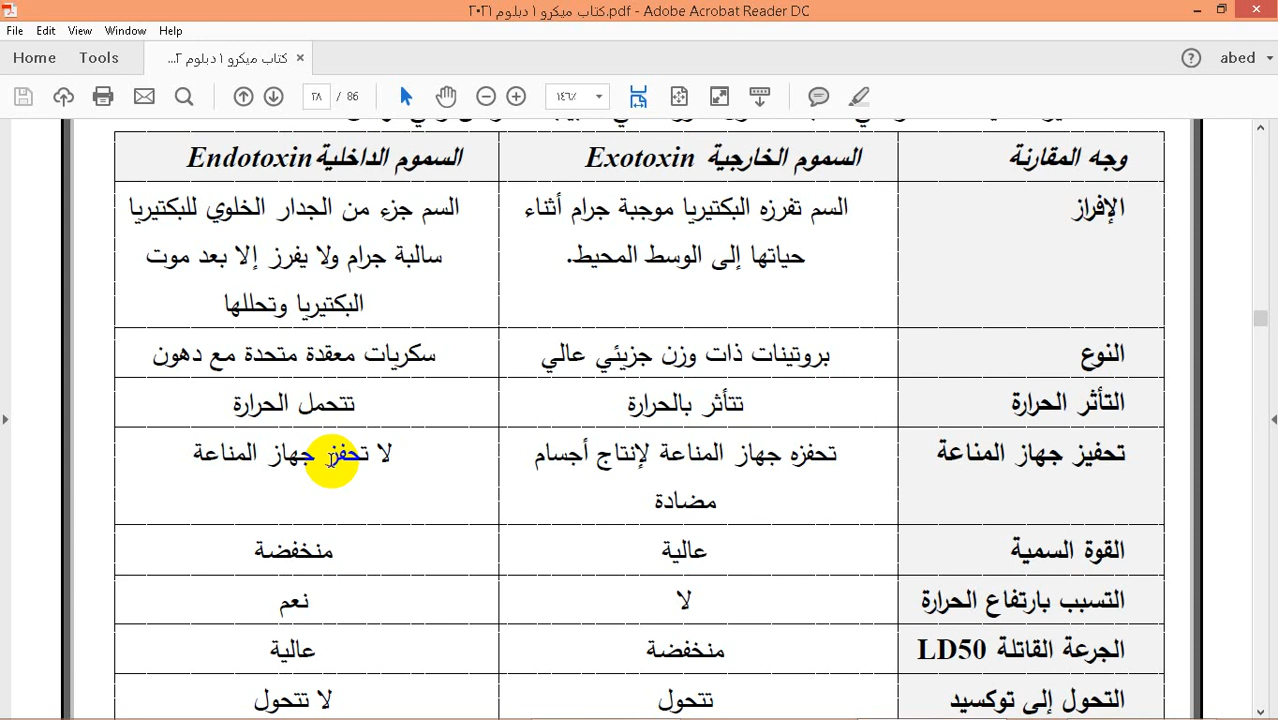 كتاب ميكرو ١ دبلوم ٢٠٢١.pdf - Adobe Acrobat Reader DC
File Edit View Window Help
Home Tools كتاب ميكرو ١ دبلوم ٢... × abed
٢٨ / 86 ١٤٦٪
وجه المقارنة السموم الخارجية Exotoxin السموم الداخلية Endotoxin
الإفراز السم تفرزه البكتيريا موجبة جرام أثناء السم جزء من الجدار الخلوي للبكتيريا
حياتها إلى الوسط المحيط. سالبة جرام ولا يفرز إلا بعد موت
البكتيريا وتحللها
النوع بروتينات ذات وزن جزيئي عالي سكريات معقدة متحدة مع دهون
التأثر الحرارة تتأثر بالحرارة تتحمل الحرارة
تحفيز جهاز المناعة تحفزه جهاز المناعة لإنتاج أجسام لا تحفز جهاز المناعة
مضادة
القوة السمية عالية منخفضة
التسبب بارتفاع الحرارة لا نعم
الجرعة القاتلة LD50 منخفضة عالية
التحول إلى توكسيد تتحول لا تتحول